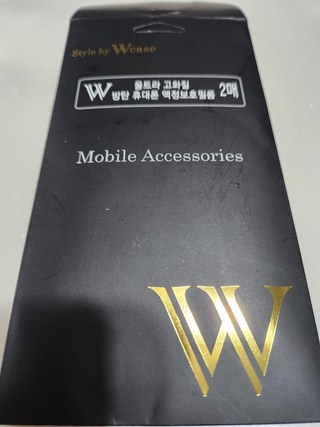 Style by Wcase
W 울트라 고화질
방탄 휴대폰 액정보호필름 2매
Mobile Accessories
W